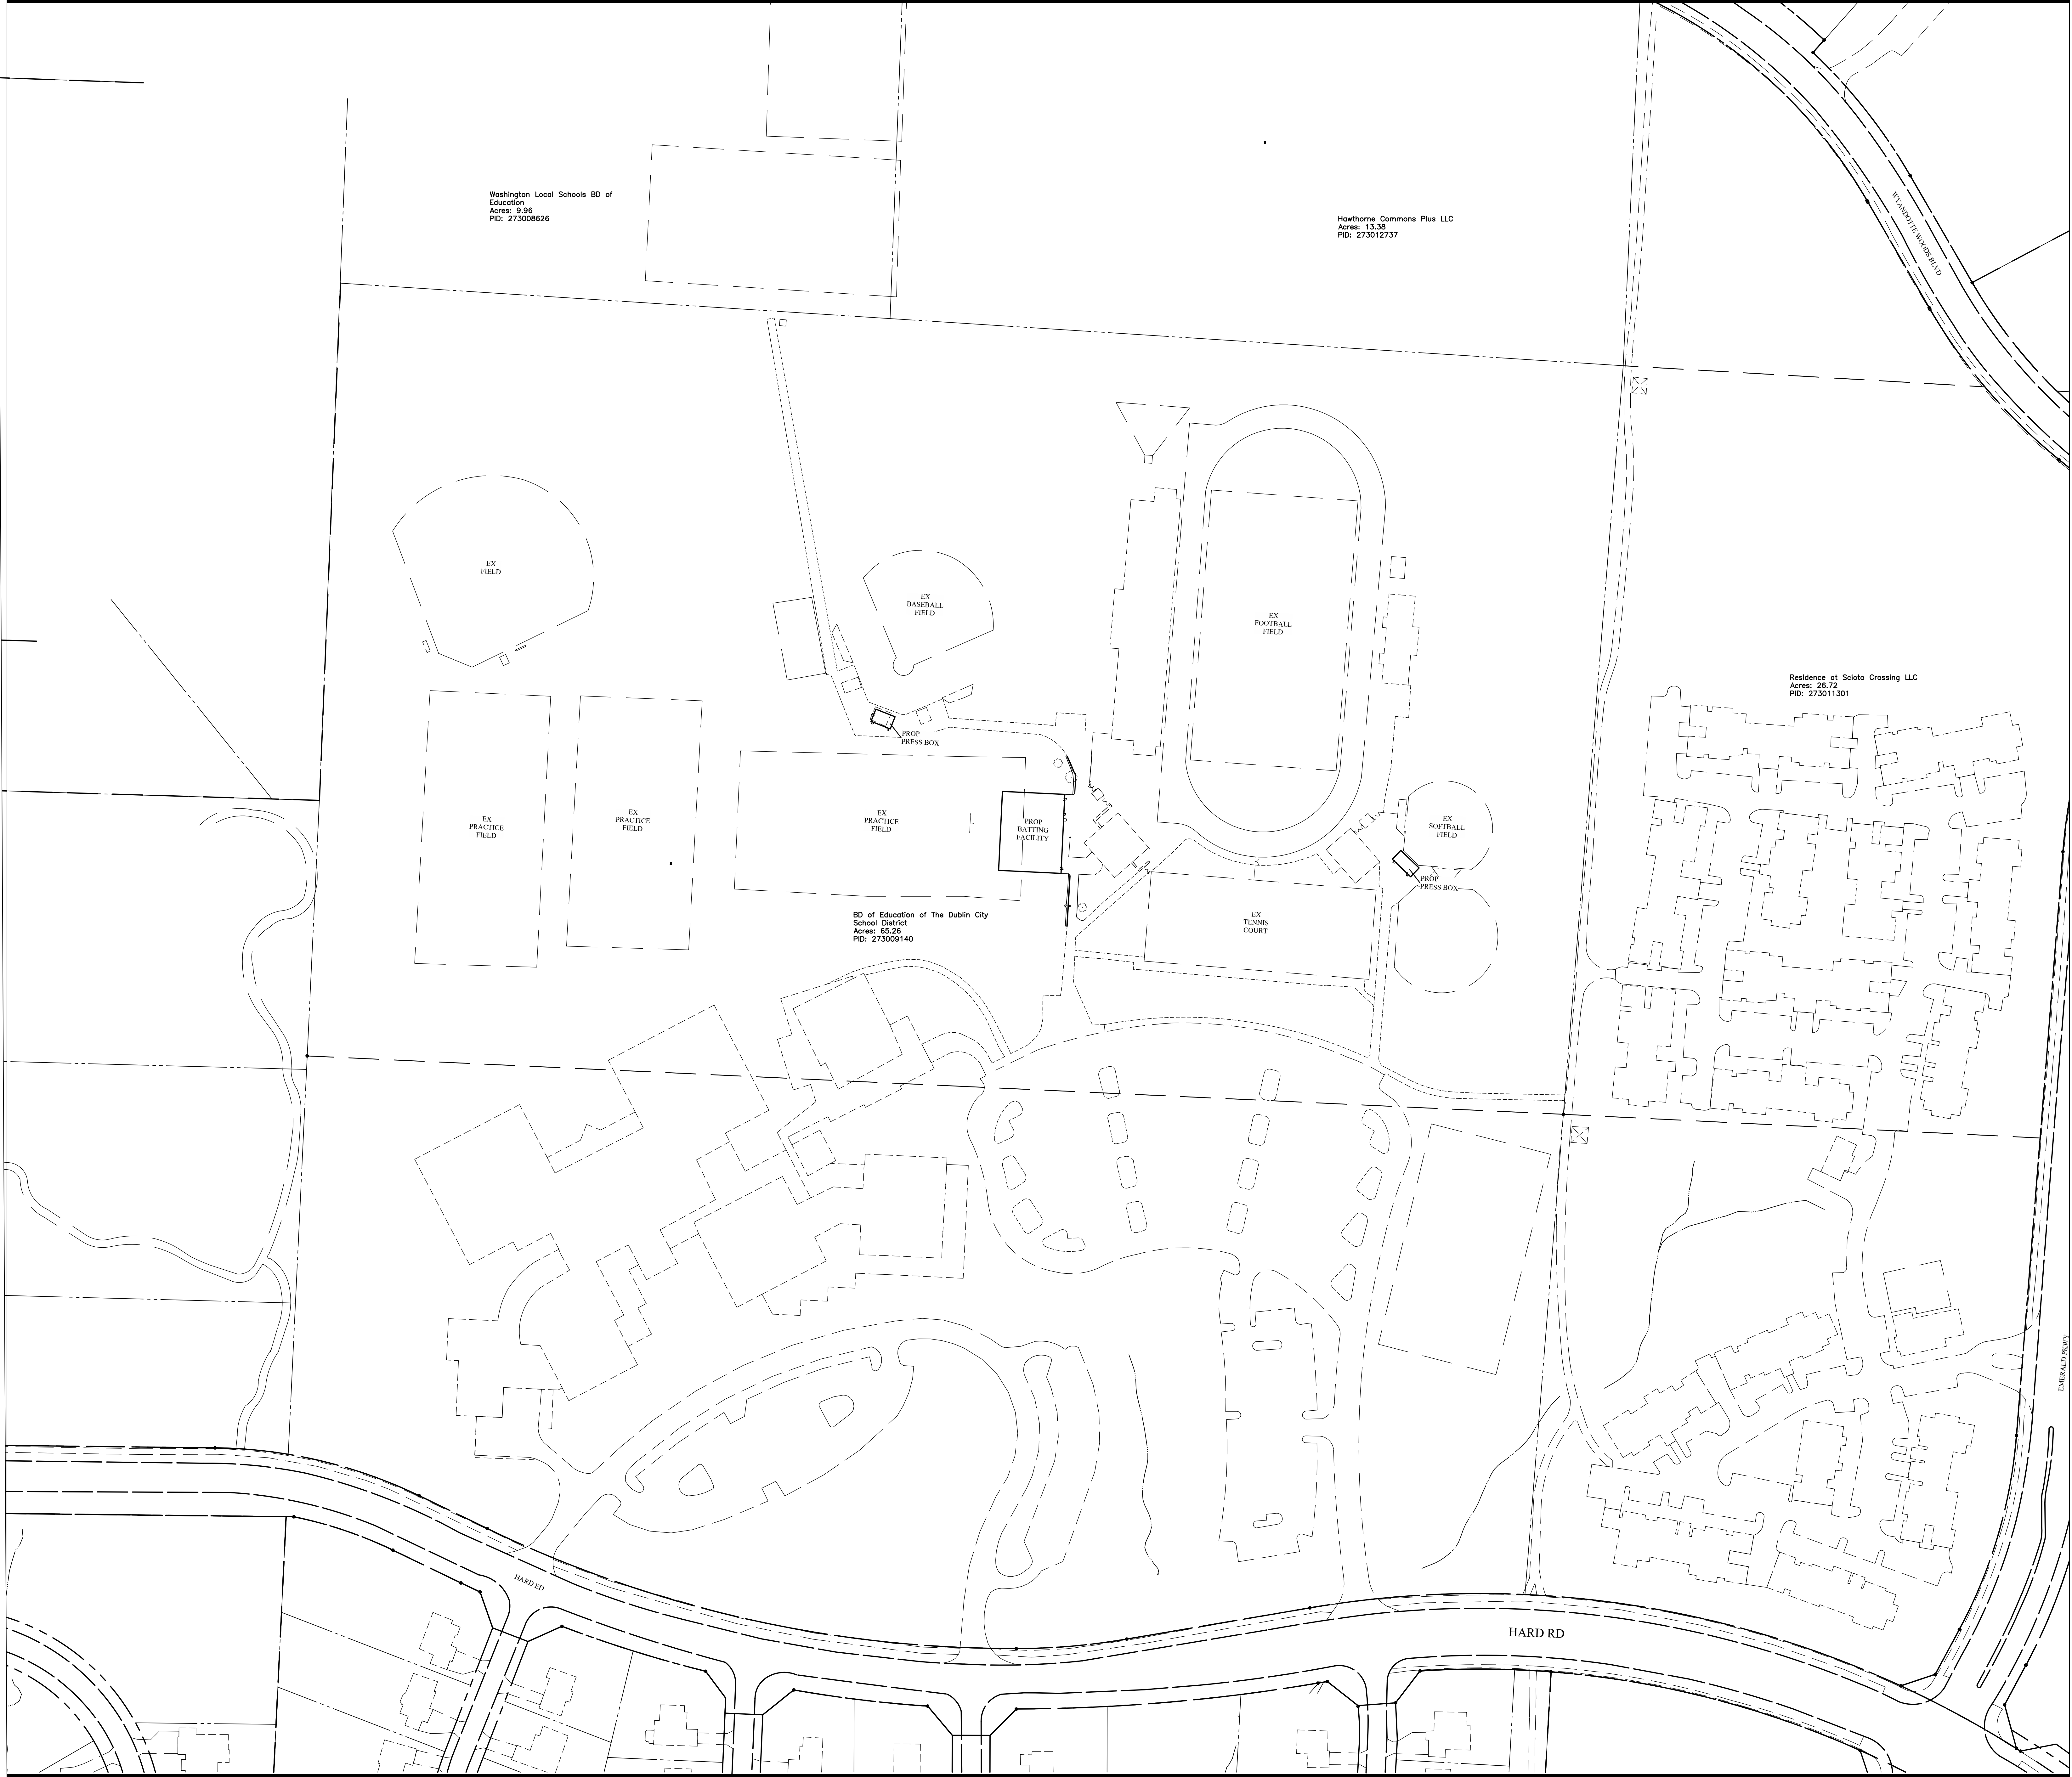 Washington Local Schools BD of
Education
Acres: 9.96
PID: 273008626
Hawthorne Commons Plus LLC
Acres: 13.38
PID: 273012737
WYANDOTTE WOODS BLVD
EX
FIELD
EX
BASEBALL
FIELD
EX
FOOTBALL
FIELD
Residence at Scioto Crossing LLC
Acres: 26.72
PID: 273011301
PROP
PRESS BOX
EX
PRACTICE
FIELD
EX
PRACTICE
FIELD
EX
PRACTICE
FIELD
PROP
BATTING
FACILITY
EX
SOFTBALL
FIELD
PROP
PRESS BOX
BD of Education of The Dublin City
School District
Acres: 65.26
PID: 273009140
EX
TENNIS
COURT
EMERALD PKWY
HARD ED
HARD RD